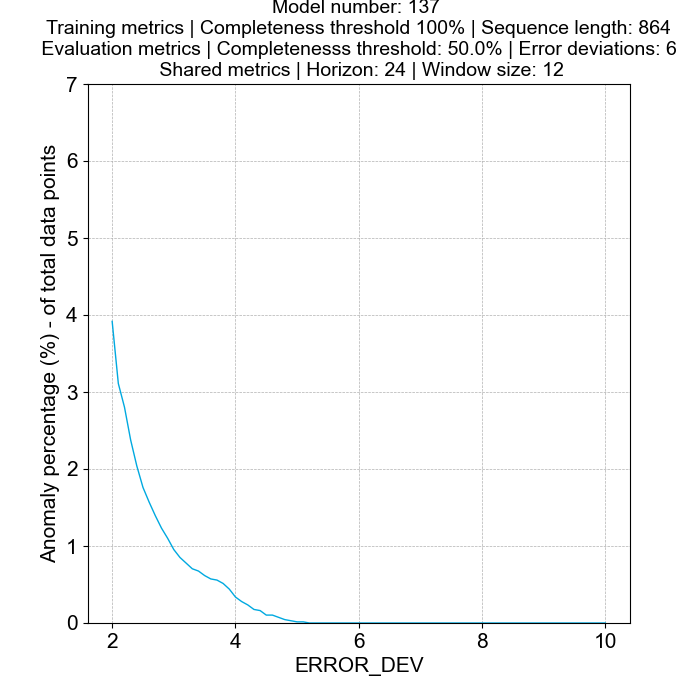 Model number: 137
Training metrics | Completeness threshold 100% | Sequence length: 864
Evaluation metrics | Completenesss threshold: 50.0% | Error deviations: 6
Shared metrics | Horizon: 24 | Window size: 12
7
6
5
4
3
2
1
0
Anomaly percentage (%) - of total data points
2 4 6 8 10
ERROR_DEV